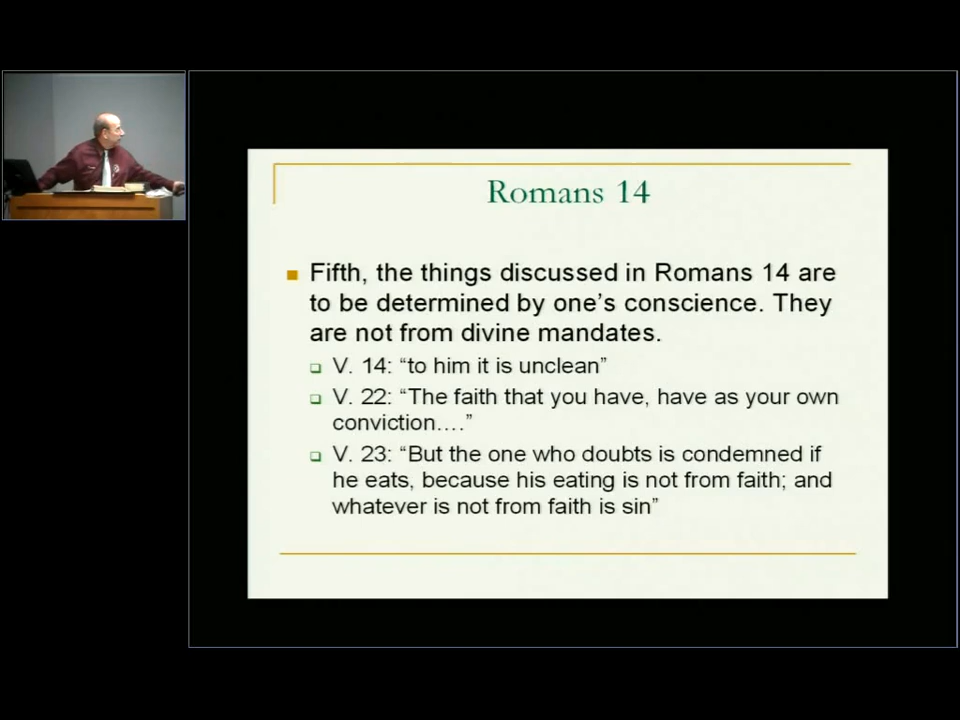 Romans 14
■ Fifth, the things discussed in Romans 14 are
to be determined by one’s conscience. They
are not from divine mandates.
❑ V. 14: “to him it is unclean”
❑ V. 22: “The faith that you have, have as your own
conviction….”
❑ V. 23: “But the one who doubts is condemned if
he eats, because his eating is not from faith; and
whatever is not from faith is sin”